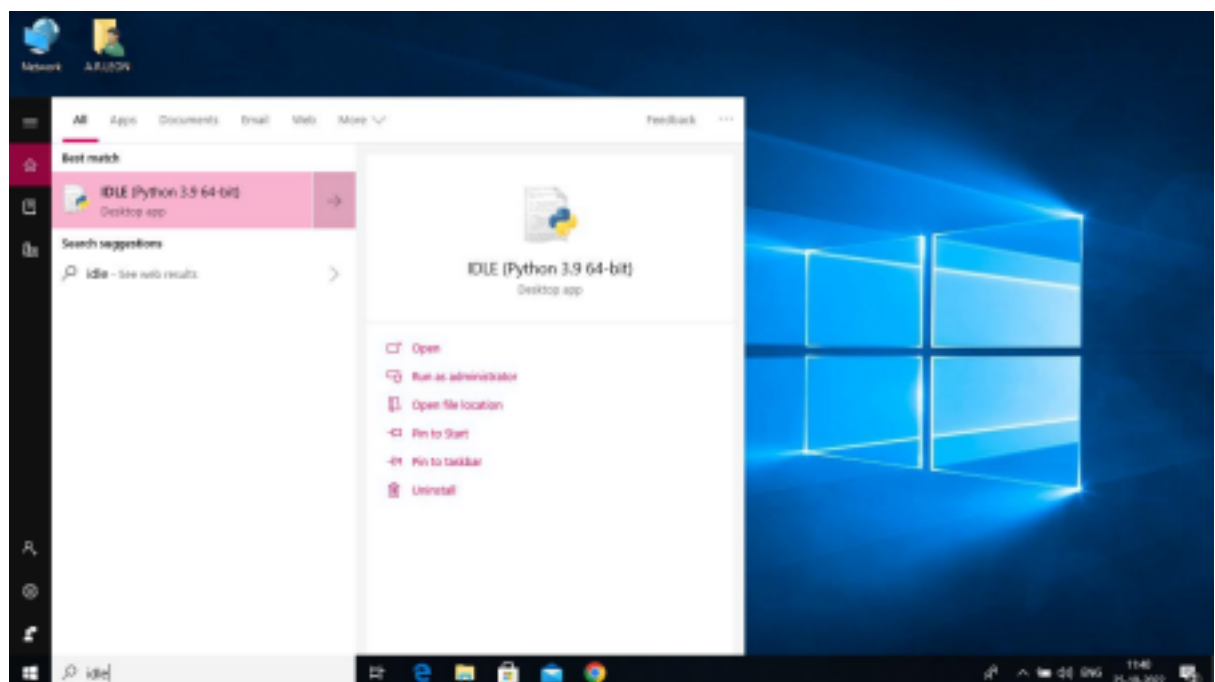 Network
All Apps Documents Email Web More Feedback ...
Best match
IDLE (Python 3.9 64-bit)
Desktop app
Search suggestions
idle - See web results
IDLE (Python 3.9 64-bit)
Desktop app
Open
Run as administrator
Open file location
Pin to Start
Pin to taskbar
Uninstall
idle
ENG
11:40